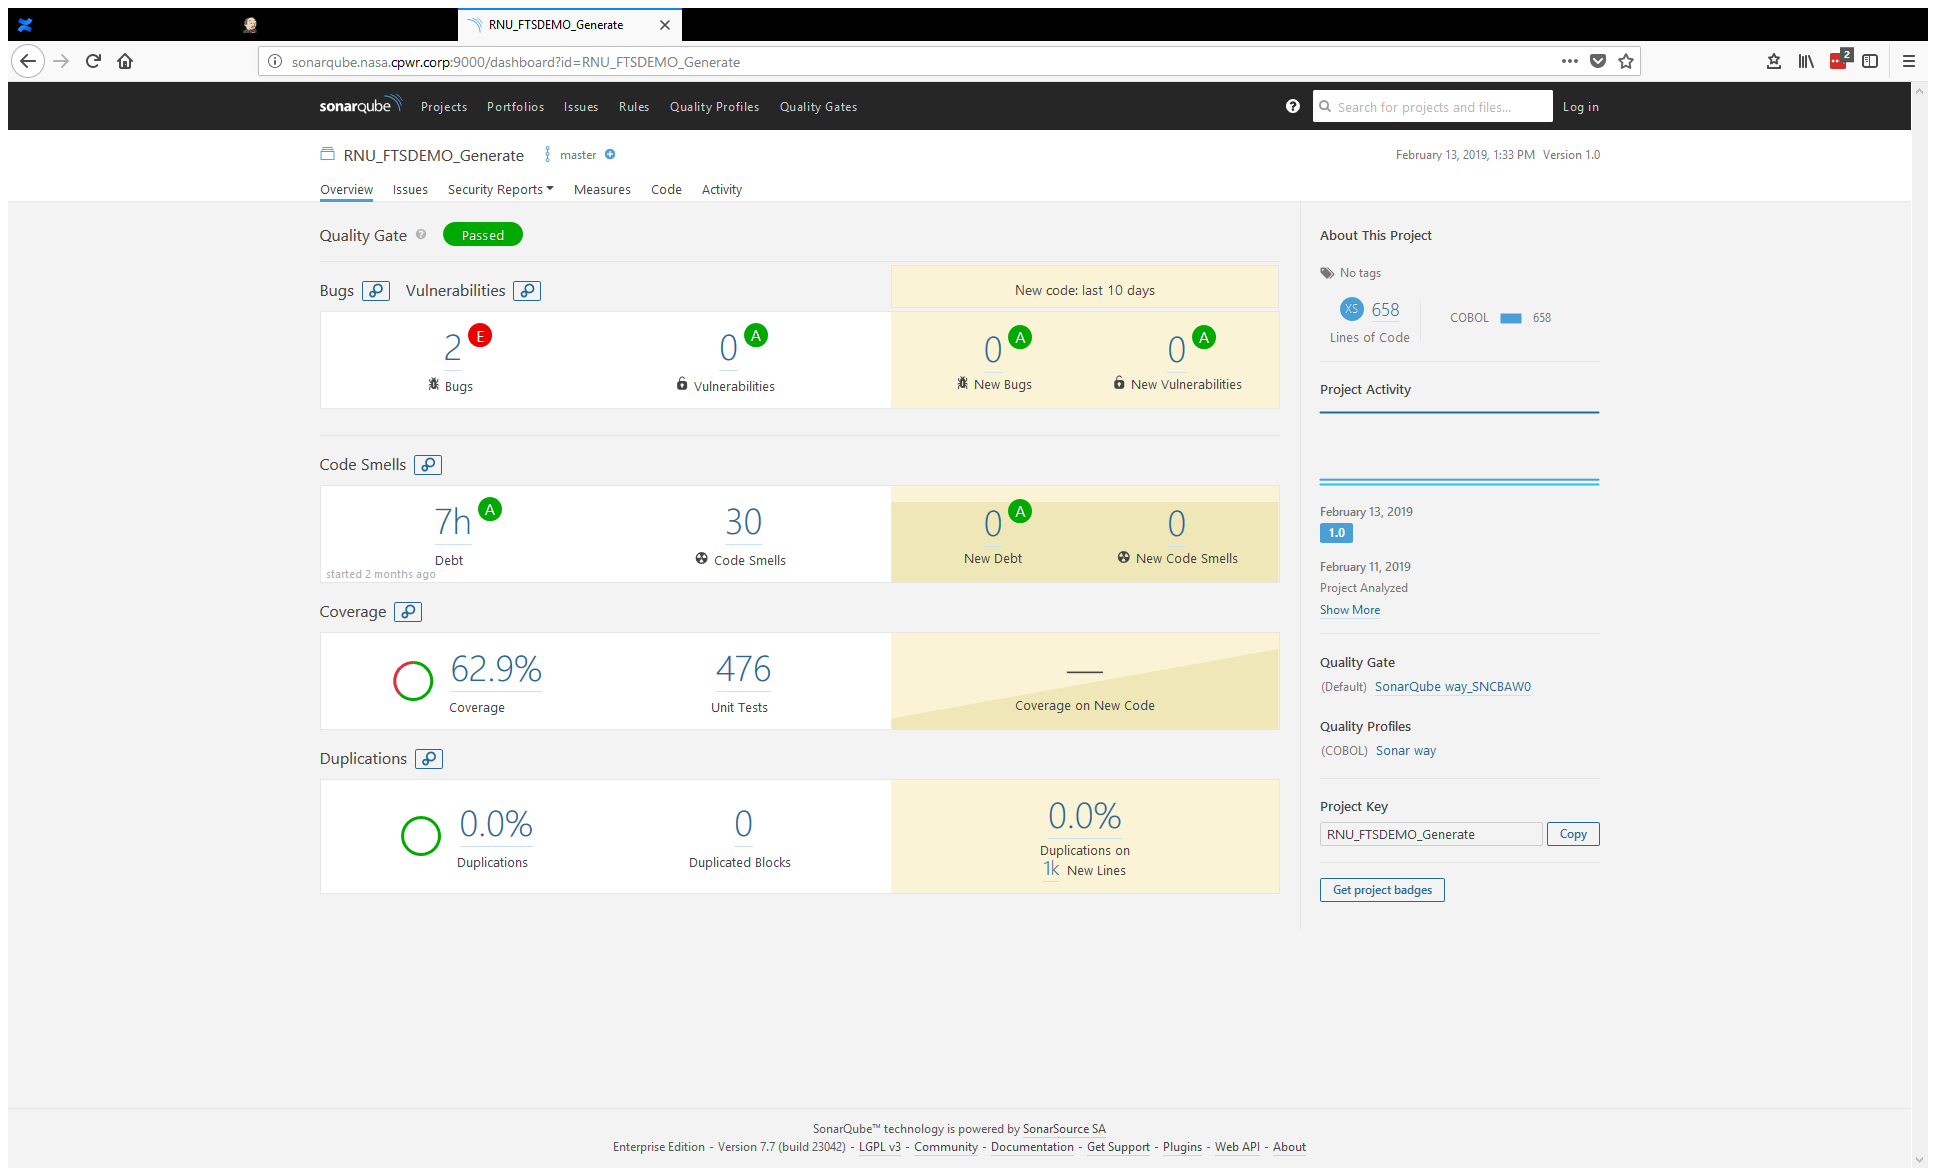 RNU_FTSDEMO_Generate
sonarqube.nasa.cpwr.corp:9000/dashboard?id=RNU_FTSDEMO_Generate
2
sonarqube Projects Portfolios Issues Rules Quality Profiles Quality Gates Search for projects and files... Log in
RNU_FTSDEMO_Generate master February 13, 2019, 1:33 PM Version 1.0
Overview Issues Security Reports Measures Code Activity
Quality Gate Passed
Bugs Vulnerabilities New code: last 10 days
2 E 0 A 0 A 0 A
Bugs Vulnerabilities New Bugs New Vulnerabilities
Code Smells
7h A 30 0 A 0
Debt Code Smells New Debt New Code Smells
started 2 months ago
Coverage
62.9% 476 —
Coverage Unit Tests Coverage on New Code
Duplications
0.0% 0 0.0%
Duplications Duplicated Blocks Duplications on
1k New Lines
About This Project
No tags
XS 658 COBOL 658
Lines of Code
Project Activity
February 13, 2019
1.0
February 11, 2019
Project Analyzed
Show More
Quality Gate
(Default) SonarQube way_SNCBAW0
Quality Profiles
(COBOL) Sonar way
Project Key
RNU_FTSDEMO_Generate Copy
Get project badges
SonarQube™ technology is powered by SonarSource SA
Enterprise Edition - Version 7.7 (build 23042) - LGPL v3 - Community - Documentation - Get Support - Plugins - Web API - About